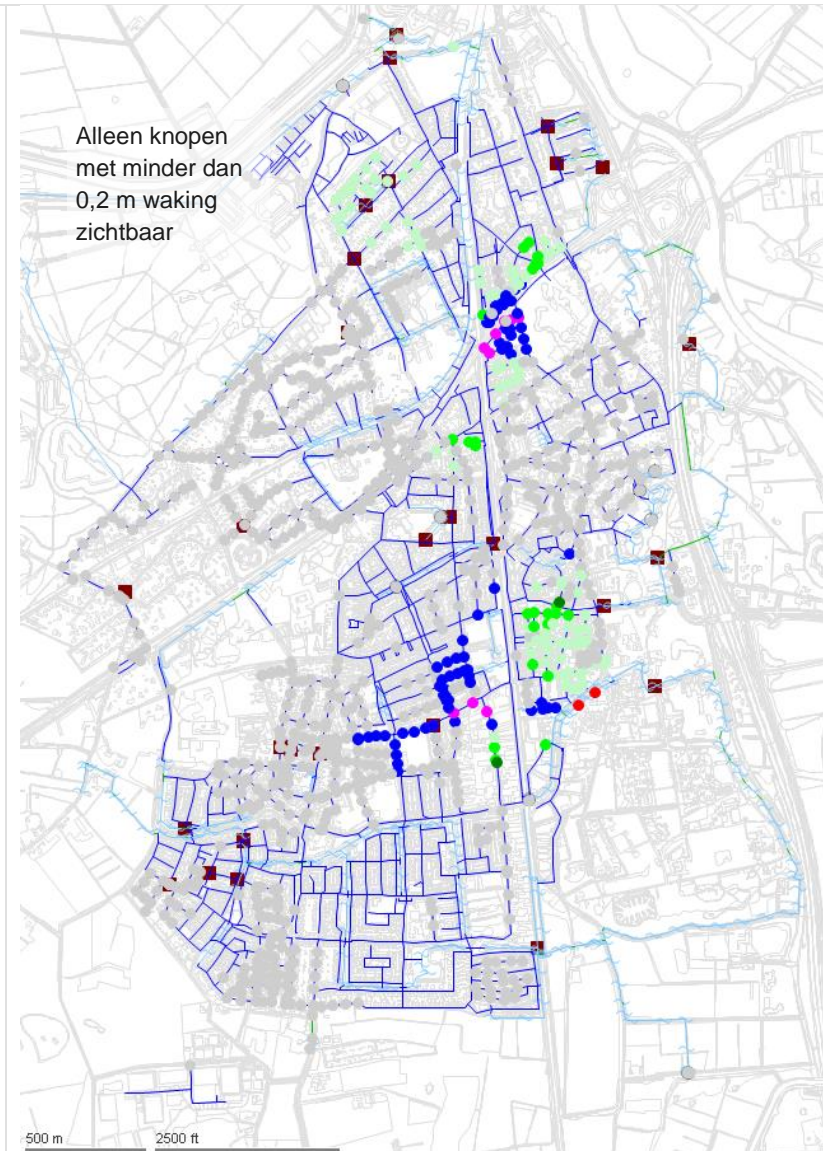 Alleen knopen
met minder dan
0,2 m waking
zichtbaar
500 m 2500 ft